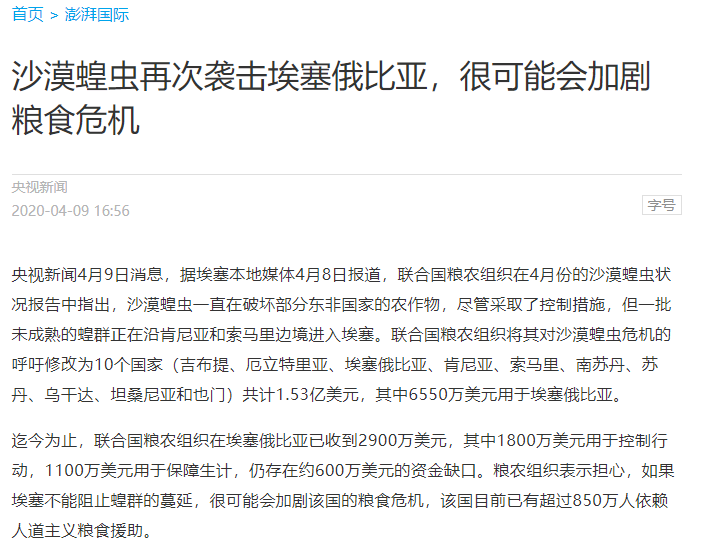 首页 > 澎湃国际
沙漠蝗虫再次袭击埃塞俄比亚，很可能会加剧
粮食危机
央视新闻
2020-04-09 16:56
字号
央视新闻4月9日消息，据埃塞本地媒体4月8日报道，联合国粮农组织在4月份的沙漠蝗虫状
况报告中指出，沙漠蝗虫一直在破坏部分东非国家的农作物，尽管采取了控制措施，但一批
未成熟的蝗群正在沿肯尼亚和索马里边境进入埃塞。联合国粮农组织将其对沙漠蝗虫危机的
呼吁修改为10个国家（吉布提、厄立特里亚、埃塞俄比亚、肯尼亚、索马里、南苏丹、苏
丹、乌干达、坦桑尼亚和也门）共计1.53亿美元，其中6550万美元用于埃塞俄比亚。
迄今为止，联合国粮农组织在埃塞俄比亚已收到2900万美元，其中1800万美元用于控制行
动，1100万美元用于保障生计，仍存在约600万美元的资金缺口。粮农组织表示担心，如果
埃塞不能阻止蝗群的蔓延，很可能会加剧该国的粮食危机，该国目前已有超过850万人依赖
人道主义粮食援助。